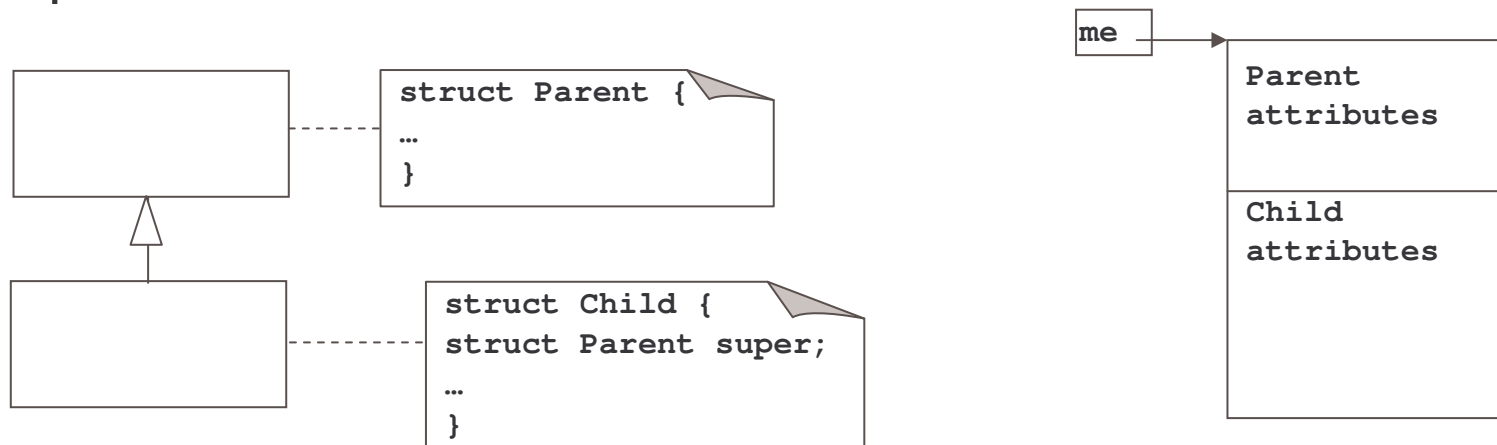 struct Parent {
…
}
struct Child {
struct Parent super;
…
}
me
Parent
attributes
Child
attributes